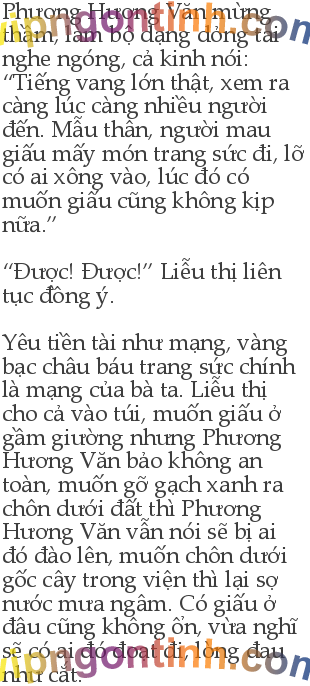 Phương Hương Văn mừng
thầm, làm bộ dạng dỏng tai
nghe ngóng, cả kinh nói:
“Tiếng vang lớn thật, xem ra
càng lúc càng nhiều người
đến. Mẫu thân, người mau
giấu mấy món trang sức đi, lỡ
có ai xông vào, lúc đó có
muốn giấu cũng không kịp
nữa.”
“Được! Được!” Liễu thị liên
tục đồng ý.
Yêu tiền tài như mạng, vàng
bạc châu báu trang sức chính
là mạng của bà ta. Liễu thị
cho cả vào túi, muốn giấu ở
gầm giường nhưng Phương
Hương Văn bảo không an
toàn, muốn gỡ gạch xanh ra
chôn dưới đất thì Phương
Hương Văn vẫn nói sẽ bị ai
đó đào lên, muốn chôn dưới
gốc cây trong viện thì lại sợ
nước mưa ngâm. Có giấu ở
đâu cũng không ổn, vừa nghĩ
sẽ có ai đó đoạt đi, lòng đau
như cắt.
vipngontinh.com
vipngontinh.com